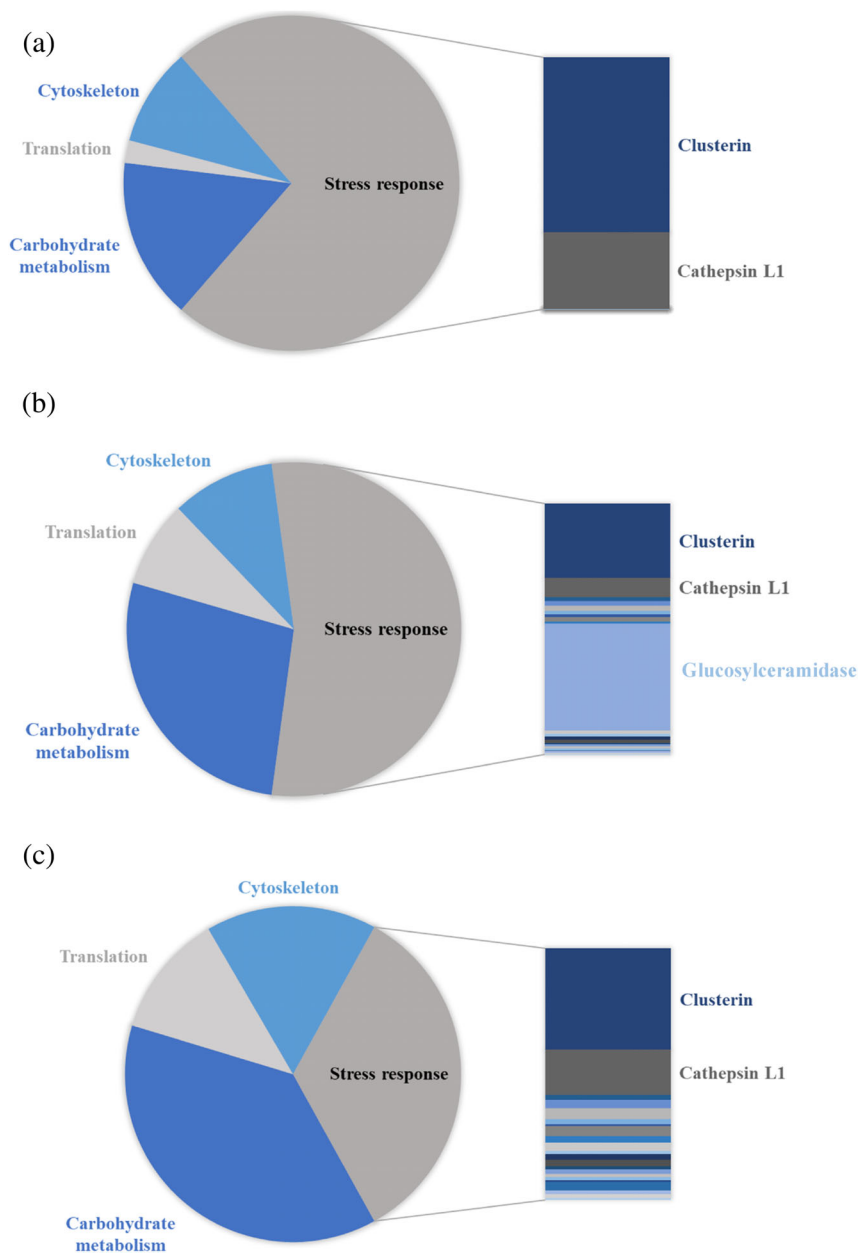 (a)
Cytoskeleton
Translation
Stress response
Carbohydrate
metabolism
Clusterin
Cathepsin L1
(b)
Cytoskeleton
Translation
Stress response
Carbohydrate
metabolism
Clusterin
Cathepsin L1
Glucosylceramidase
(c)
Cytoskeleton
Translation
Stress response
Carbohydrate
metabolism
Clusterin
Cathepsin L1